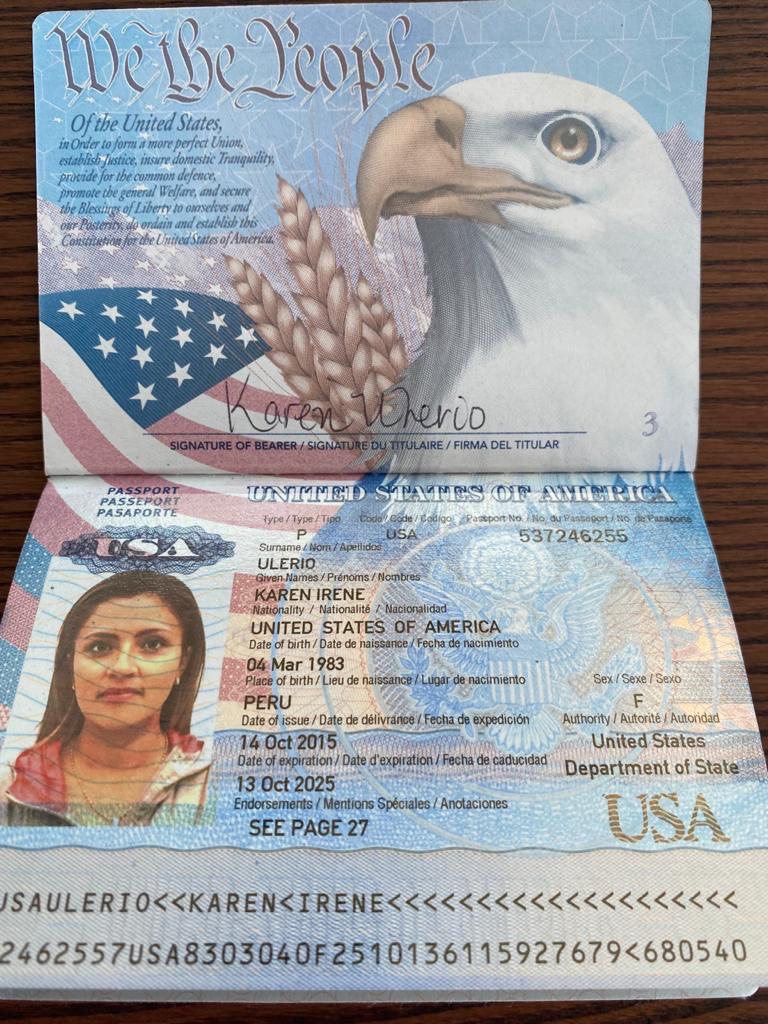 We the People
Of the United States,
in Order to form a more perfect Union,
establish Justice, insure domestic Tranquility,
provide for the common defence,
promote the general Welfare, and secure
the Blessings of Liberty to ourselves and
our Posterity, do ordain and establish this
Constitution for the United States of America.
Karen Ulerio
SIGNATURE OF BEARER / SIGNATURE DU TITULAIRE / FIRMA DEL TITULAR
3
PASSPORT
PASSEPORT
PASAPORTE
UNITED STATES OF AMERICA
USA
Type / Type / Tipo Code / Code / Codigo Passport No. / No. du Passeport / No. de Pasaporte
P USA 537246255
Surname / Nom / Apellidos
ULERIO
Given Names / Prénoms / Nombres
KAREN IRENE
Nationality / Nationalité / Nacionalidad
UNITED STATES OF AMERICA
Date of birth / Date de naissance / Fecha de nacimiento
04 Mar 1983
Place of birth / Lieu de naissance / Lugar de nacimiento Sex / Sexe / Sexo
PERU F
Date of issue / Date de délivrance / Fecha de expedición Authority / Autorité / Autoridad
14 Oct 2015 United States
Date of expiration / Date d'expiration / Fecha de caducidad Department of State
13 Oct 2025
Endorsements / Mentions Spéciales / Anotaciones
SEE PAGE 27
USA
USAULERIO<<KAREN<IRENE<<<<<<<<<<<<<<<<<<<<<
2462557USA8303040F2510136115927679<680540